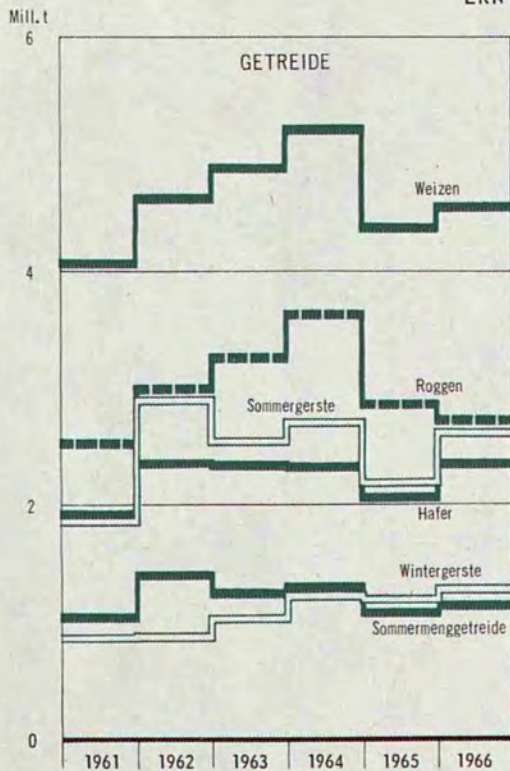 Mill. t
6
GETREIDE
Weizen
4
Roggen
Sommergerste
2
Hafer
Wintergerste
Sommermenggetreide
0
1961 1962 1963 1964 1965 1966